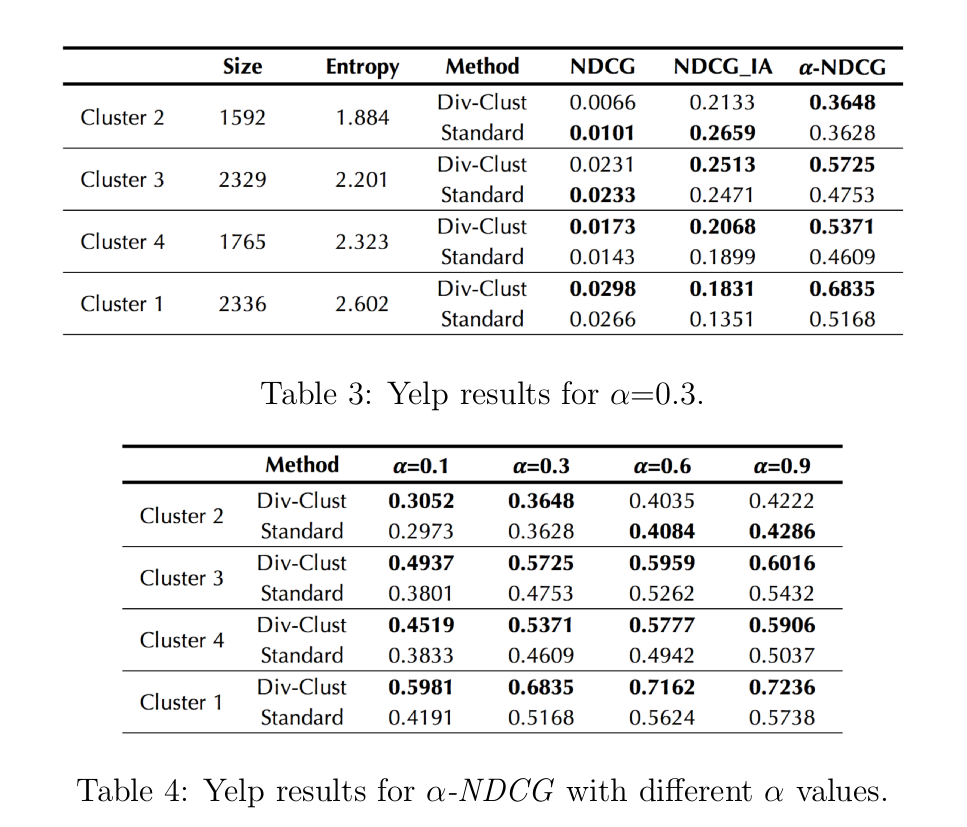 Size Entropy Method NDCG NDCG_IA α-NDCG
Cluster 2 1592 1.884 Div-Clust 0.0066 0.2133 0.3648
Standard 0.0101 0.2659 0.3628
Cluster 3 2329 2.201 Div-Clust 0.0231 0.2513 0.5725
Standard 0.0233 0.2471 0.4753
Cluster 4 1765 2.323 Div-Clust 0.0173 0.2068 0.5371
Standard 0.0143 0.1899 0.4609
Cluster 1 2336 2.602 Div-Clust 0.0298 0.1831 0.6835
Standard 0.0266 0.1351 0.5168
Table 3: Yelp results for α=0.3.
Method α=0.1 α=0.3 α=0.6 α=0.9
Cluster 2 Div-Clust 0.3052 0.3648 0.4035 0.4222
Standard 0.2973 0.3628 0.4084 0.4286
Cluster 3 Div-Clust 0.4937 0.5725 0.5959 0.6016
Standard 0.3801 0.4753 0.5262 0.5432
Cluster 4 Div-Clust 0.4519 0.5371 0.5777 0.5906
Standard 0.3833 0.4609 0.4942 0.5037
Cluster 1 Div-Clust 0.5981 0.6835 0.7162 0.7236
Standard 0.4191 0.5168 0.5624 0.5738
Table 4: Yelp results for α-NDCG with different α values.